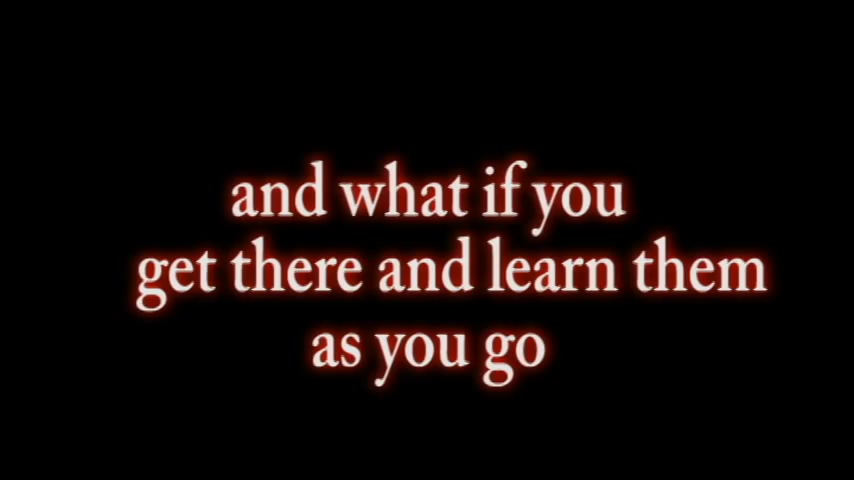 and what if you
get there and learn them
as you go